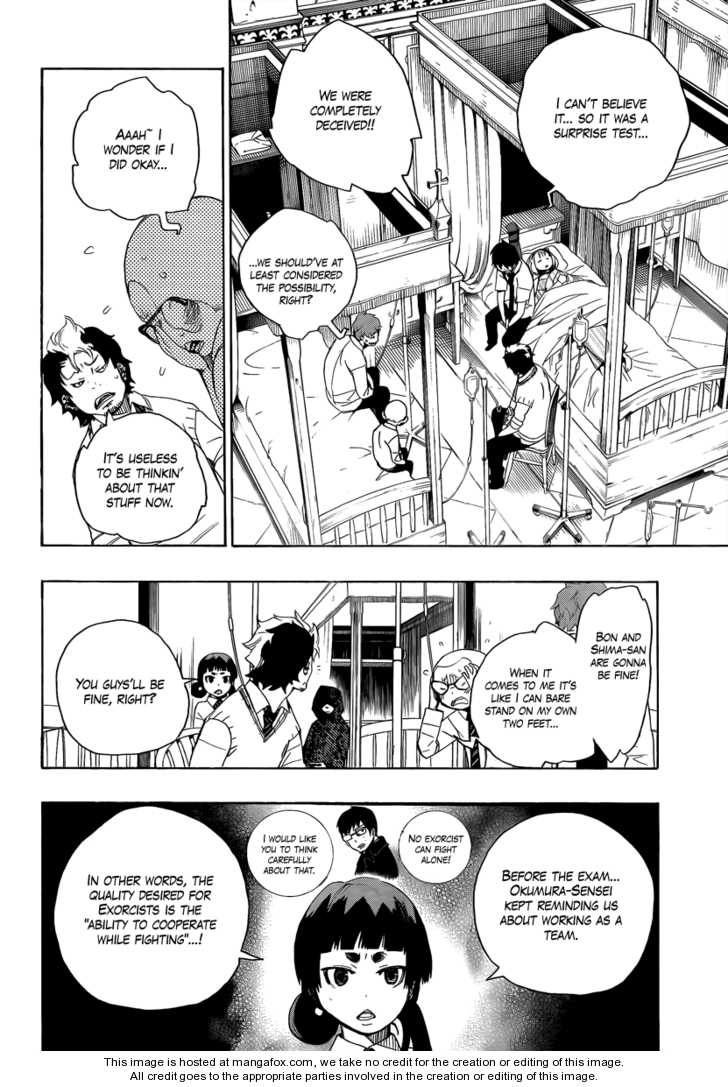 I CAN'T BELIEVE
IT... SO IT WAS A
SURPRISE TEST...
WE WERE
COMPLETELY
DECEIVED!!
...WE SHOULD'VE AT
LEAST CONSIDERED
THE POSSIBILITY,
RIGHT?
AAAH~ I
WONDER IF I
DID OKAY...
IT'S USELESS
TO BE THINKIN'
ABOUT THAT
STUFF NOW.
BON AND
SHIMA-SAN
ARE GONNA
BE FINE!
WHEN IT
COMES TO ME IT'S
LIKE I CAN BARE
STAND ON MY OWN
TWO FEET...
YOU GUYS'LL BE
FINE, RIGHT?
BEFORE THE EXAM...
OKUMURA-SENSEI
KEPT REMINDING US
ABOUT WORKING AS A
TEAM.
NO EXORCIST
CAN FIGHT
ALONE!
I WOULD LIKE
YOU TO THINK
CAREFULLY
ABOUT THAT.
IN OTHER WORDS, THE
QUALITY DESIRED FOR
EXORCISTS IS THE
"ABILITY TO COOPERATE
WHILE FIGHTING"...!
This image is hosted at mangafox.com, we take no credit for the creation or editing of this image.
All credit goes to the appropriate parties involved in the creation or editing of this image.